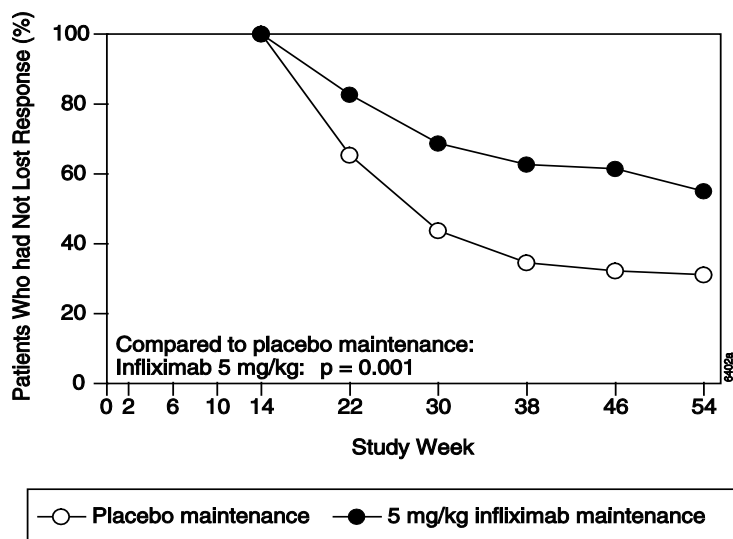 Patients Who had Not Lost Response (%)
100
80
60
40
20
0
Compared to placebo maintenance:
Infliximab 5 mg/kg: p = 0.001
0 2 6 10 14 22 30 38 46 54
Study Week
6402a
Placebo maintenance 5 mg/kg infliximab maintenance